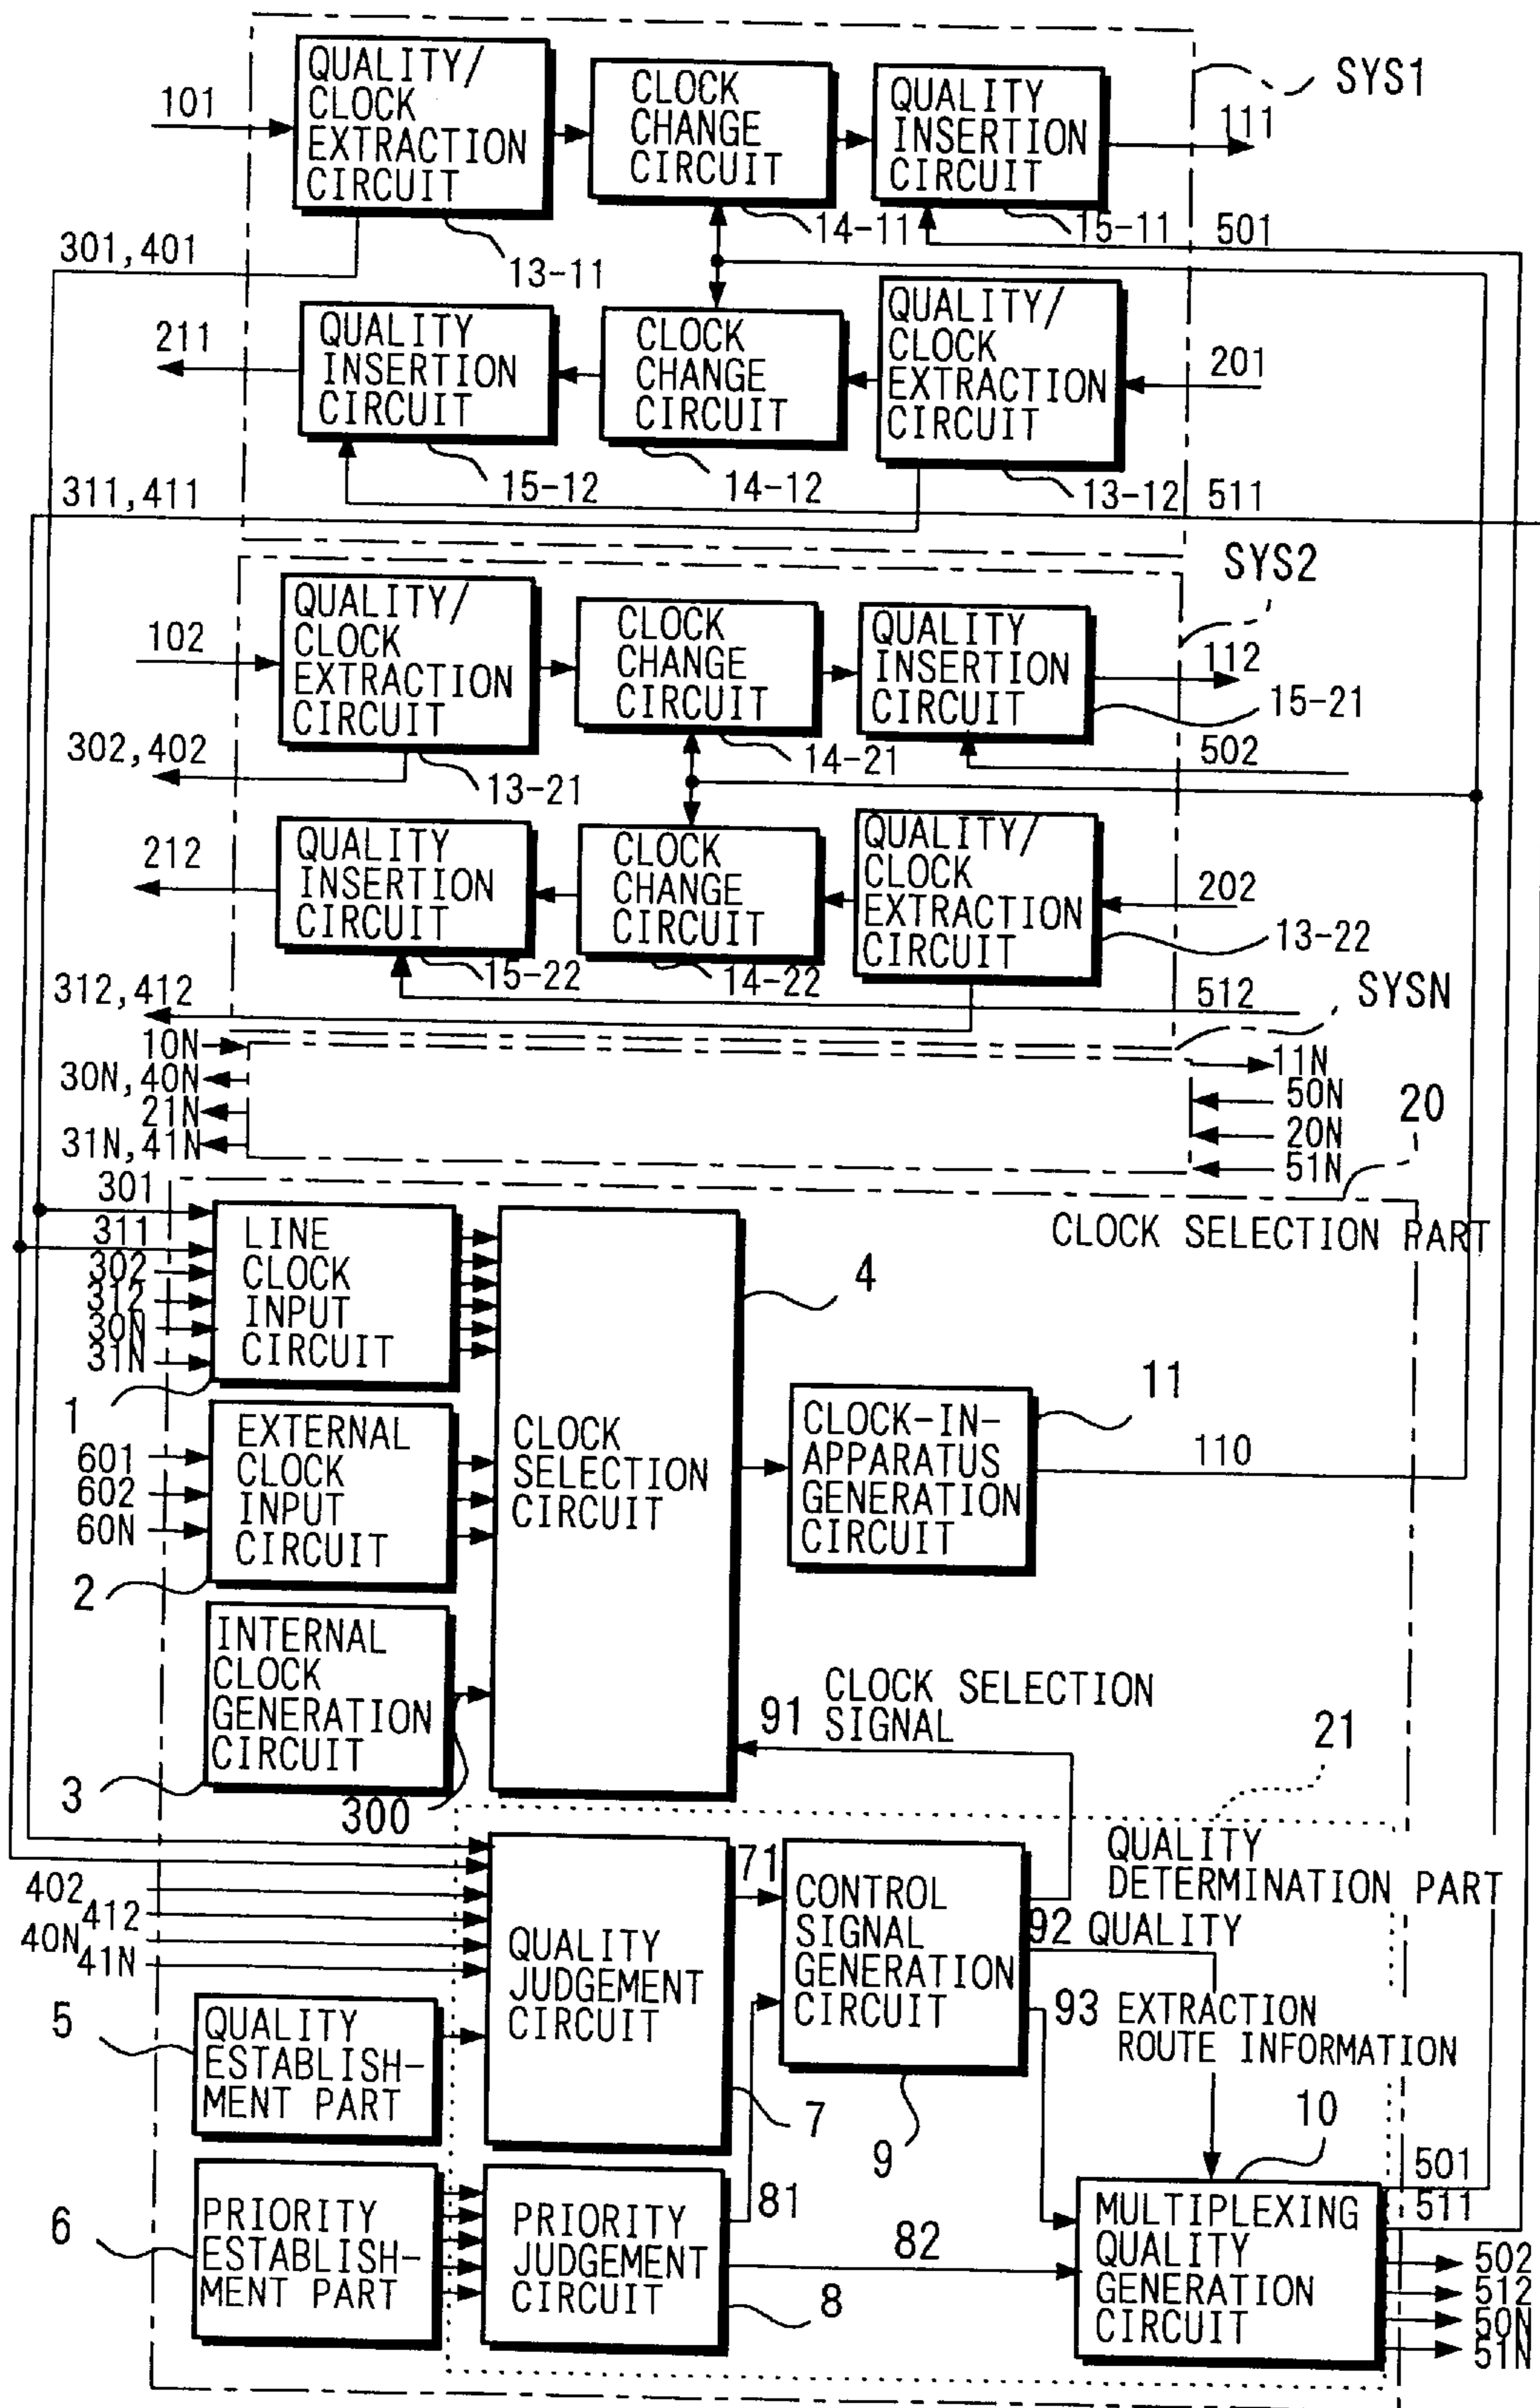 QUALITY/
CLOCK
EXTRACTION
CIRCUIT
CLOCK
CHANGE
CIRCUIT
QUALITY
INSERTION
CIRCUIT
SYS1
101
111
14-11
15-11
501
301,401
13-11
QUALITY
INSERTION
CIRCUIT
CLOCK
CHANGE
CIRCUIT
QUALITY/
CLOCK
EXTRACTION
CIRCUIT
211
201
15-12
14-12
13-12
311,411
511
SYS2
QUALITY/
CLOCK
EXTRACTION
CIRCUIT
CLOCK
CHANGE
CIRCUIT
QUALITY
INSERTION
CIRCUIT
102
112
15-21
302,402
13-21
14-21
502
QUALITY
INSERTION
CIRCUIT
CLOCK
CHANGE
CIRCUIT
QUALITY/
CLOCK
EXTRACTION
CIRCUIT
212
202
13-22
15-22
14-22
312,412
512
SYSN
10N
11N
30N,40N
50N
20
21N
20N
31N,41N
51N
301
CLOCK SELECTION PART
311
302
312
30N
31N
LINE
CLOCK
INPUT
CIRCUIT
1
4
EXTERNAL
CLOCK
INPUT
CIRCUIT
601
602
60N
2
CLOCK
SELECTION
CIRCUIT
CLOCK-IN-
APPARATUS
GENERATION
CIRCUIT
11
110
INTERNAL
CLOCK
GENERATION
CIRCUIT
3
300
91
CLOCK SELECTION
SIGNAL
21
QUALITY
DETERMINATION PART
402
412
40N
41N
71
QUALITY
JUDGEMENT
CIRCUIT
7
CONTROL
SIGNAL
GENERATION
CIRCUIT
9
92 QUALITY
93 EXTRACTION
ROUTE INFORMATION
5
QUALITY
ESTABLISH-
MENT PART
6
PRIORITY
ESTABLISH-
MENT PART
PRIORITY
JUDGEMENT
CIRCUIT
8
81
82
10
MULTIPLEXING
QUALITY
GENERATION
CIRCUIT
501
511
502
512
50N
51N